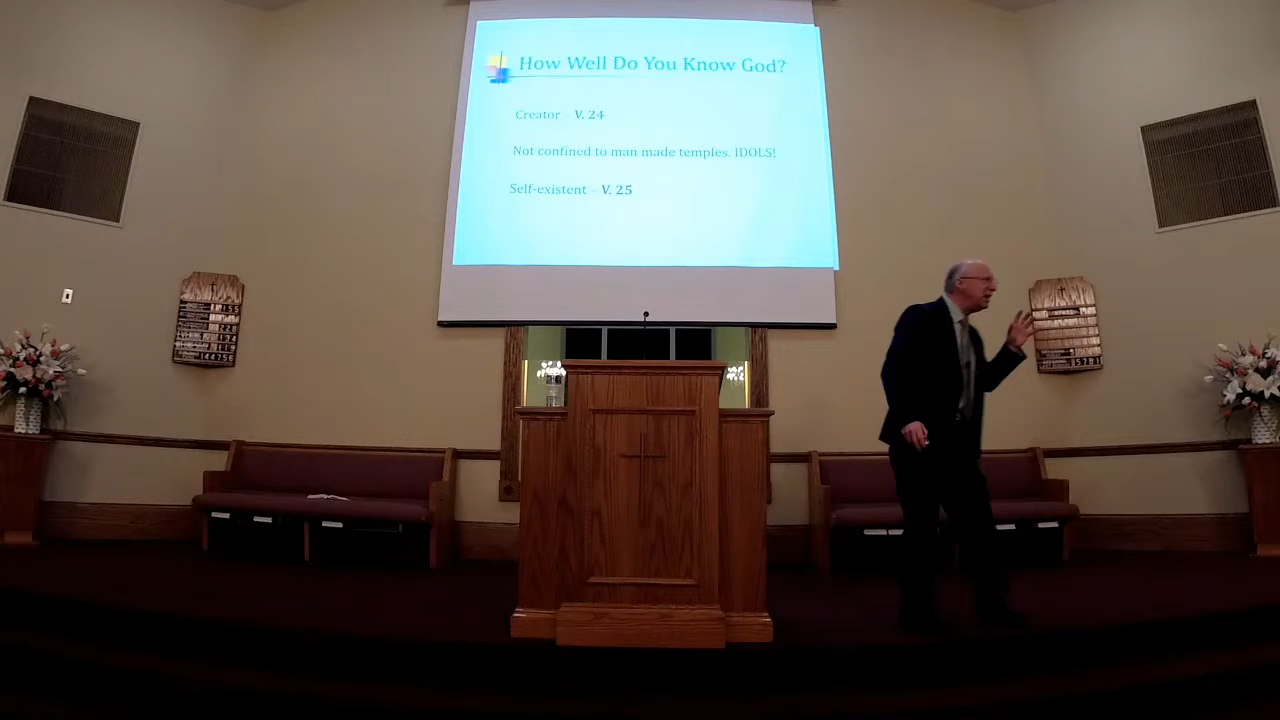 How Well Do You Know God?
Creator – V. 24
Not confined to man made temples. IDOLS!
Self-existent – V. 25